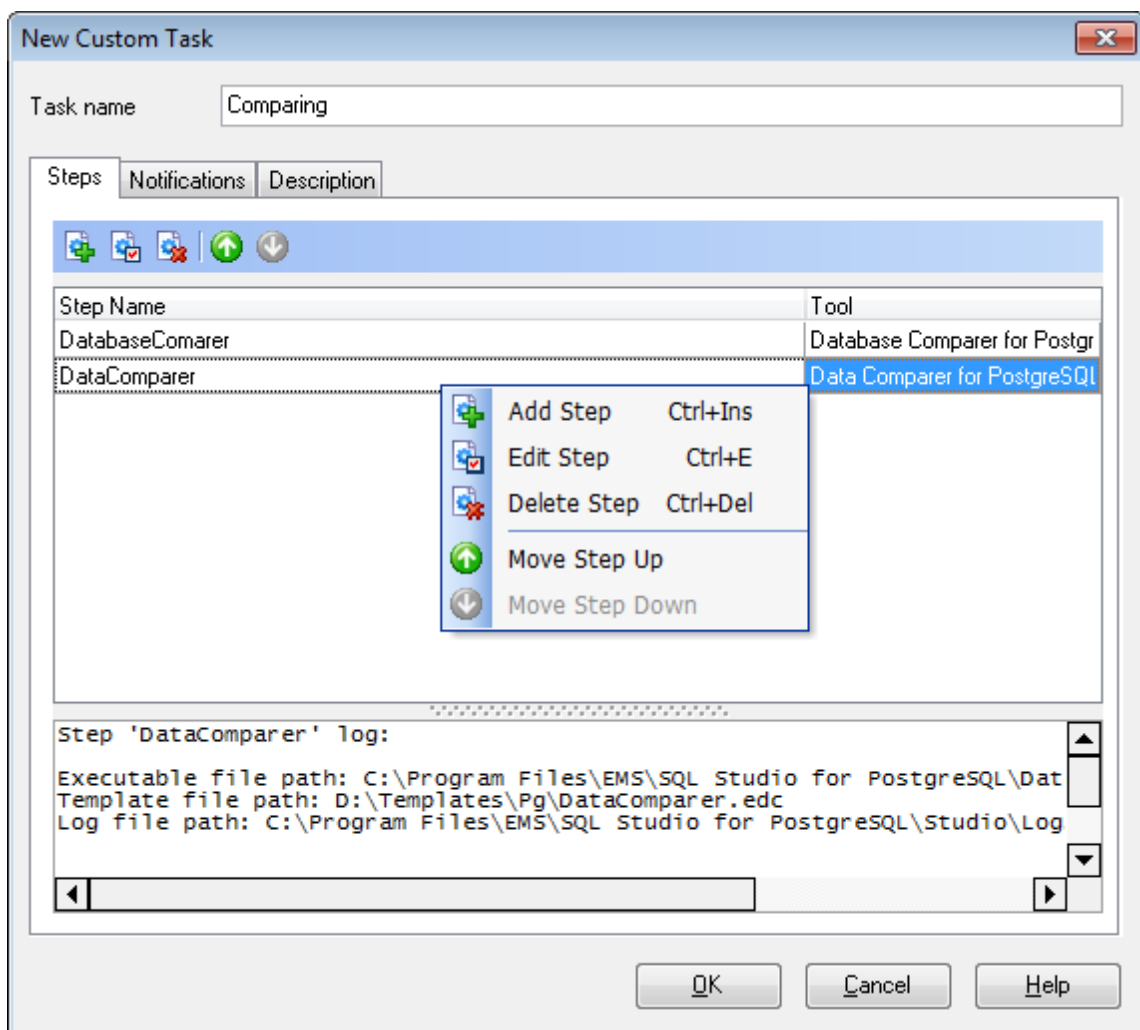 New Custom Task
Task name
Comparing
Steps
Notifications
Description
Step Name
Tool
DatabaseComarer
Database Comparer for Postgr
DataComparer
Data Comparer for PostgreSQL
Add Step Ctrl+Ins
Edit Step Ctrl+E
Delete Step Ctrl+Del
Move Step Up
Move Step Down
Step 'DataComparer' log:
Executable file path: C:\Program Files\EMS\SQL Studio for PostgreSQL\Dat
Template file path: D:\Templates\Pg\DataComparer.edc
Log file path: C:\Program Files\EMS\SQL Studio for PostgreSQL\Studio\Log
OK
Cancel
Help